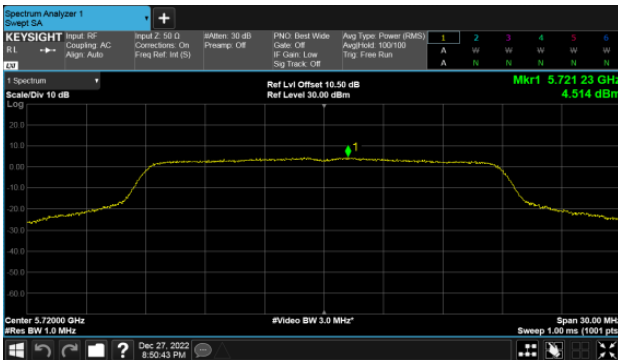 Spectrum Analyzer 1
Swept SA
+
KEYSIGHT Input: RF Input Z: 50 Ω #Atten: 30 dB PNO: Best Wide Avg Type: Power (RMS) 1 2 3 4 5 6
RL Coupling: AC Corrections: On Preamp: Off Gate: Off Avg|Hold: 100/100 A W W W W W
Align: Auto Freq Ref: Int (S) IF Gain: Low Trig: Free Run
Sig Track: Off A N N N N N
LXI
1 Spectrum Ref Lvl Offset 10.50 dB Mkr1 5.721 23 GHz
Scale/Div 10 dB Ref Level 30.00 dBm 4.514 dBm
Log
20.0
10.0
1
0.00
-10.0
-20.0
-30.0
-40.0
-50.0
-60.0
Center 5.72000 GHz #Video BW 3.0 MHz* Span 30.00 MHz
#Res BW 1.0 MHz Sweep 1.00 ms (1001 pts)
? Dec 27, 2022
8:50:43 PM